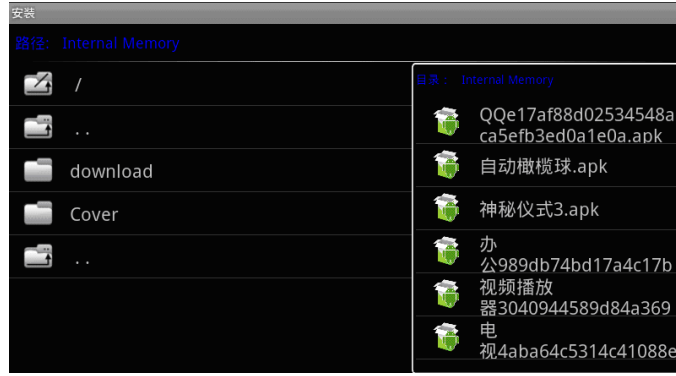 安装
路径: Internal Memory
/
..
download
Cover
..
目录： Internal Memory
QQe17af88d02534548a
ca5efb3ed0a1e0a.apk
自动橄榄球.apk
神秘仪式3.apk
办
公989db74bd17a4c17b
视频播放
器3040944589d84a369
电
视4aba64c5314c41088e